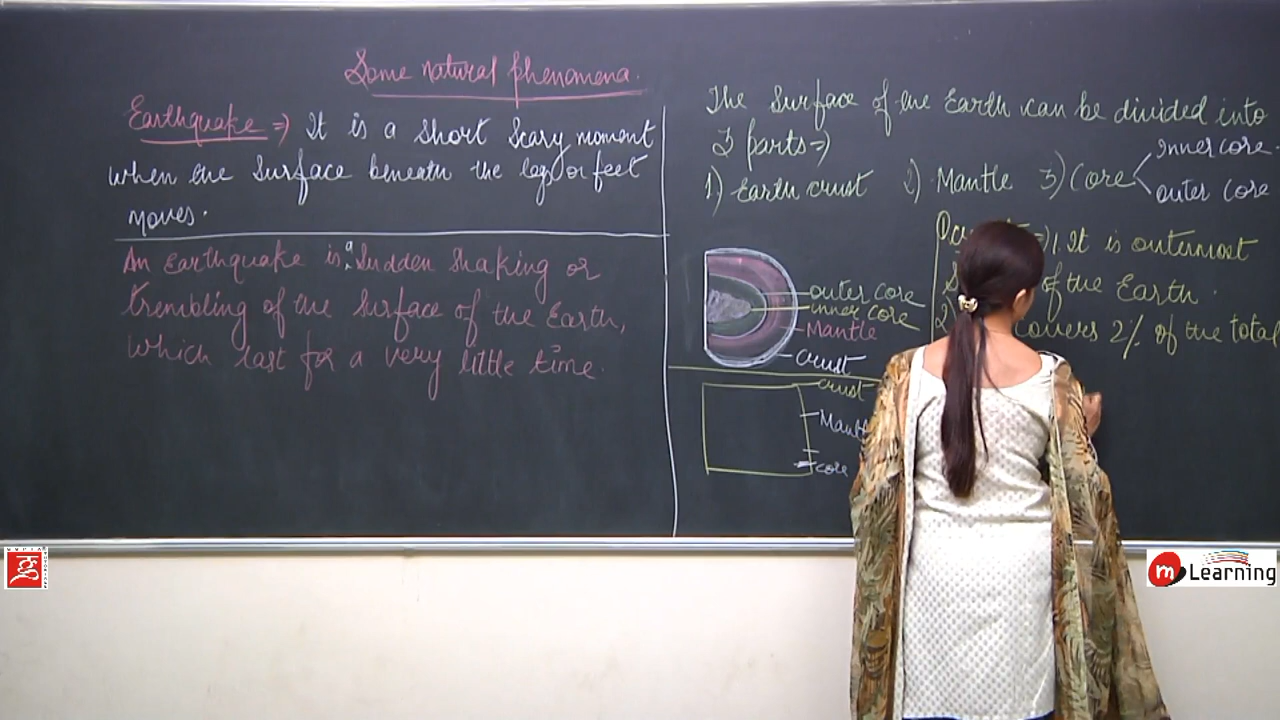 Some natural phenomena.
Earthquake => It is a short scary moment
when the surface beneath the legs or feet
moves.
An Earthquake is a sudden shaking or
trembling of the surface of the Earth,
which last for a very little time.
The surface of the Earth can be divided into
3 parts =>
1) Earth crust 2) Mantle 3) Core
inner core.
outer core
=> 1. It is outermost
of the Earth.
2) covers 2% of the total
outer core
inner core
Mantle
crust
crust
core
m Learning